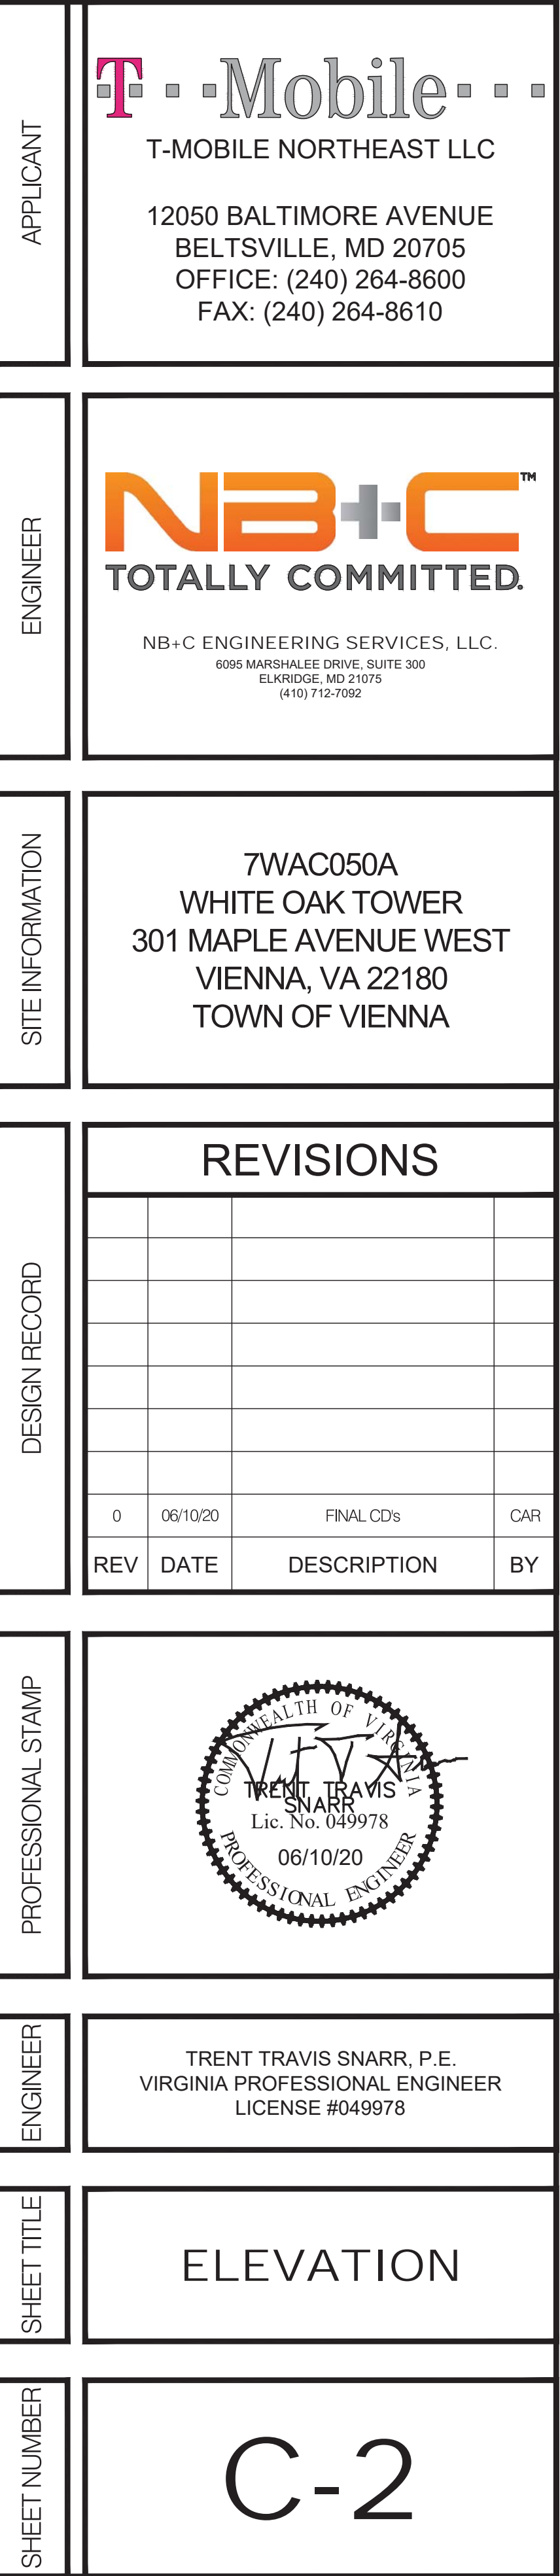 APPLICANT
T··Mobile···
T-MOBILE NORTHEAST LLC
12050 BALTIMORE AVENUE
BELTSVILLE, MD 20705
OFFICE: (240) 264-8600
FAX: (240) 264-8610
ENGINEER
NB+C™
TOTALLY COMMITTED.
NB+C ENGINEERING SERVICES, LLC.
6095 MARSHALEE DRIVE, SUITE 300
ELKRIDGE, MD 21075
(410) 712-7092
SITE INFORMATION
7WAC050A
WHITE OAK TOWER
301 MAPLE AVENUE WEST
VIENNA, VA 22180
TOWN OF VIENNA
DESIGN RECORD
REVISIONS
0 06/10/20 FINAL CD's CAR
REV DATE DESCRIPTION BY
PROFESSIONAL STAMP
COMMONWEALTH OF VIRGINIA
TRENT TRAVIS
SNARR
Lic. No. 049978
06/10/20
PROFESSIONAL ENGINEER
ENGINEER
TRENT TRAVIS SNARR, P.E.
VIRGINIA PROFESSIONAL ENGINEER
LICENSE #049978
SHEET TITLE
ELEVATION
SHEET NUMBER
C-2